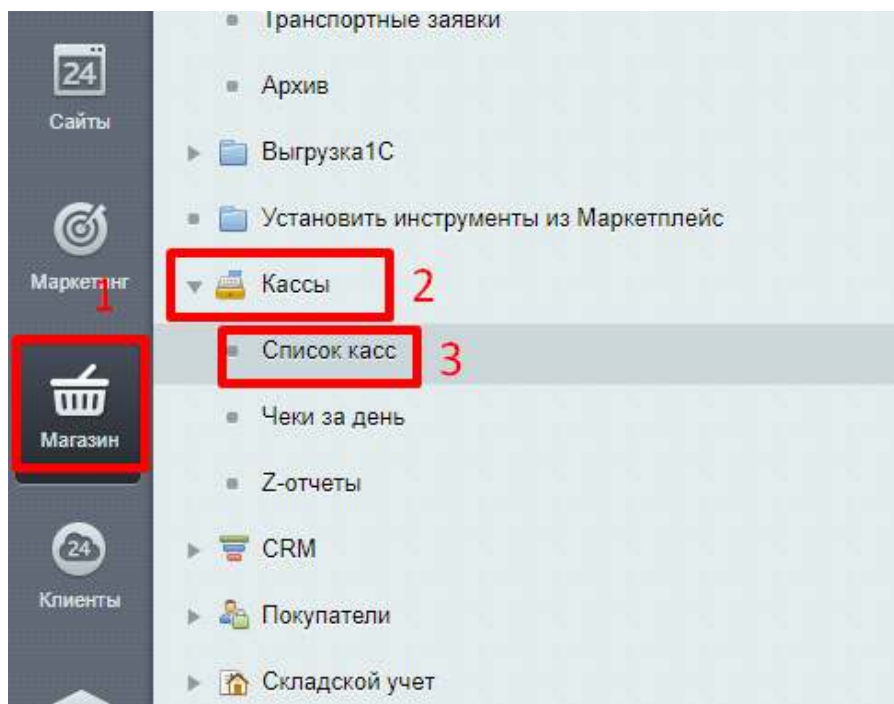 Транспортные заявки
24
Сайты
Архив
Выгрузка1С
Установить инструменты из Маркетплейс
Маркетинг
1
Кассы
2
Список касс
3
Магазин
Чеки за день
Z-отчеты
24
Клиенты
CRM
Покупатели
Складской учет